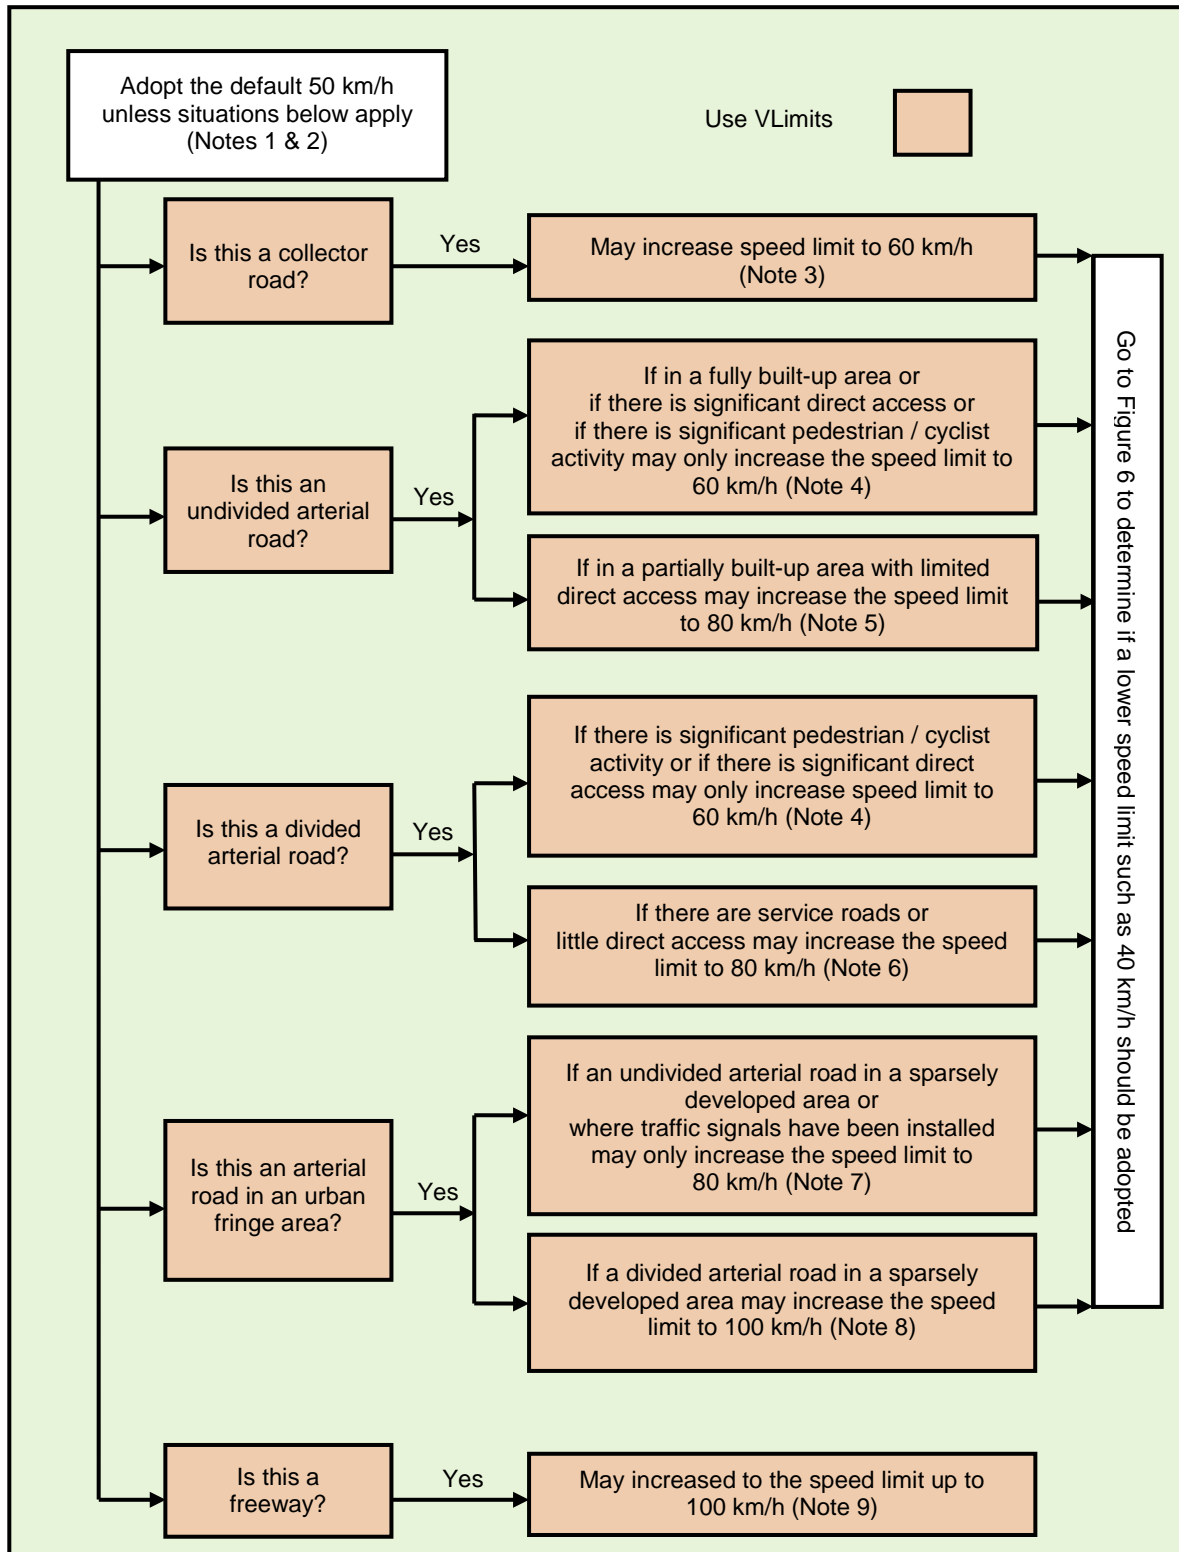 Adopt the default 50 km/h
unless situations below apply
(Notes 1 & 2)
Use VLimits
Is this a collector
road?
Yes
May increase speed limit to 60 km/h
(Note 3)
Is this an
undivided arterial
road?
Yes
If in a fully built-up area or
if there is significant direct access or
if there is significant pedestrian / cyclist
activity may only increase the speed limit to
60 km/h (Note 4)
If in a partially built-up area with limited
direct access may increase the speed limit
to 80 km/h (Note 5)
Is this a divided
arterial road?
Yes
If there is significant pedestrian / cyclist
activity or if there is significant direct
access may only increase speed limit to
60 km/h (Note 4)
If there are service roads or
little direct access may increase the speed
limit to 80 km/h (Note 6)
Is this an arterial
road in an urban
fringe area?
Yes
If an undivided arterial road in a sparsely
developed area or
where traffic signals have been installed
may only increase the speed limit to
80 km/h (Note 7)
If a divided arterial road in a sparsely
developed area may increase the speed
limit to 100 km/h (Note 8)
Is this a
freeway?
Yes
May increased to the speed limit up to
100 km/h (Note 9)
Go to Figure 6 to determine if a lower speed limit such as 40 km/h should be adopted